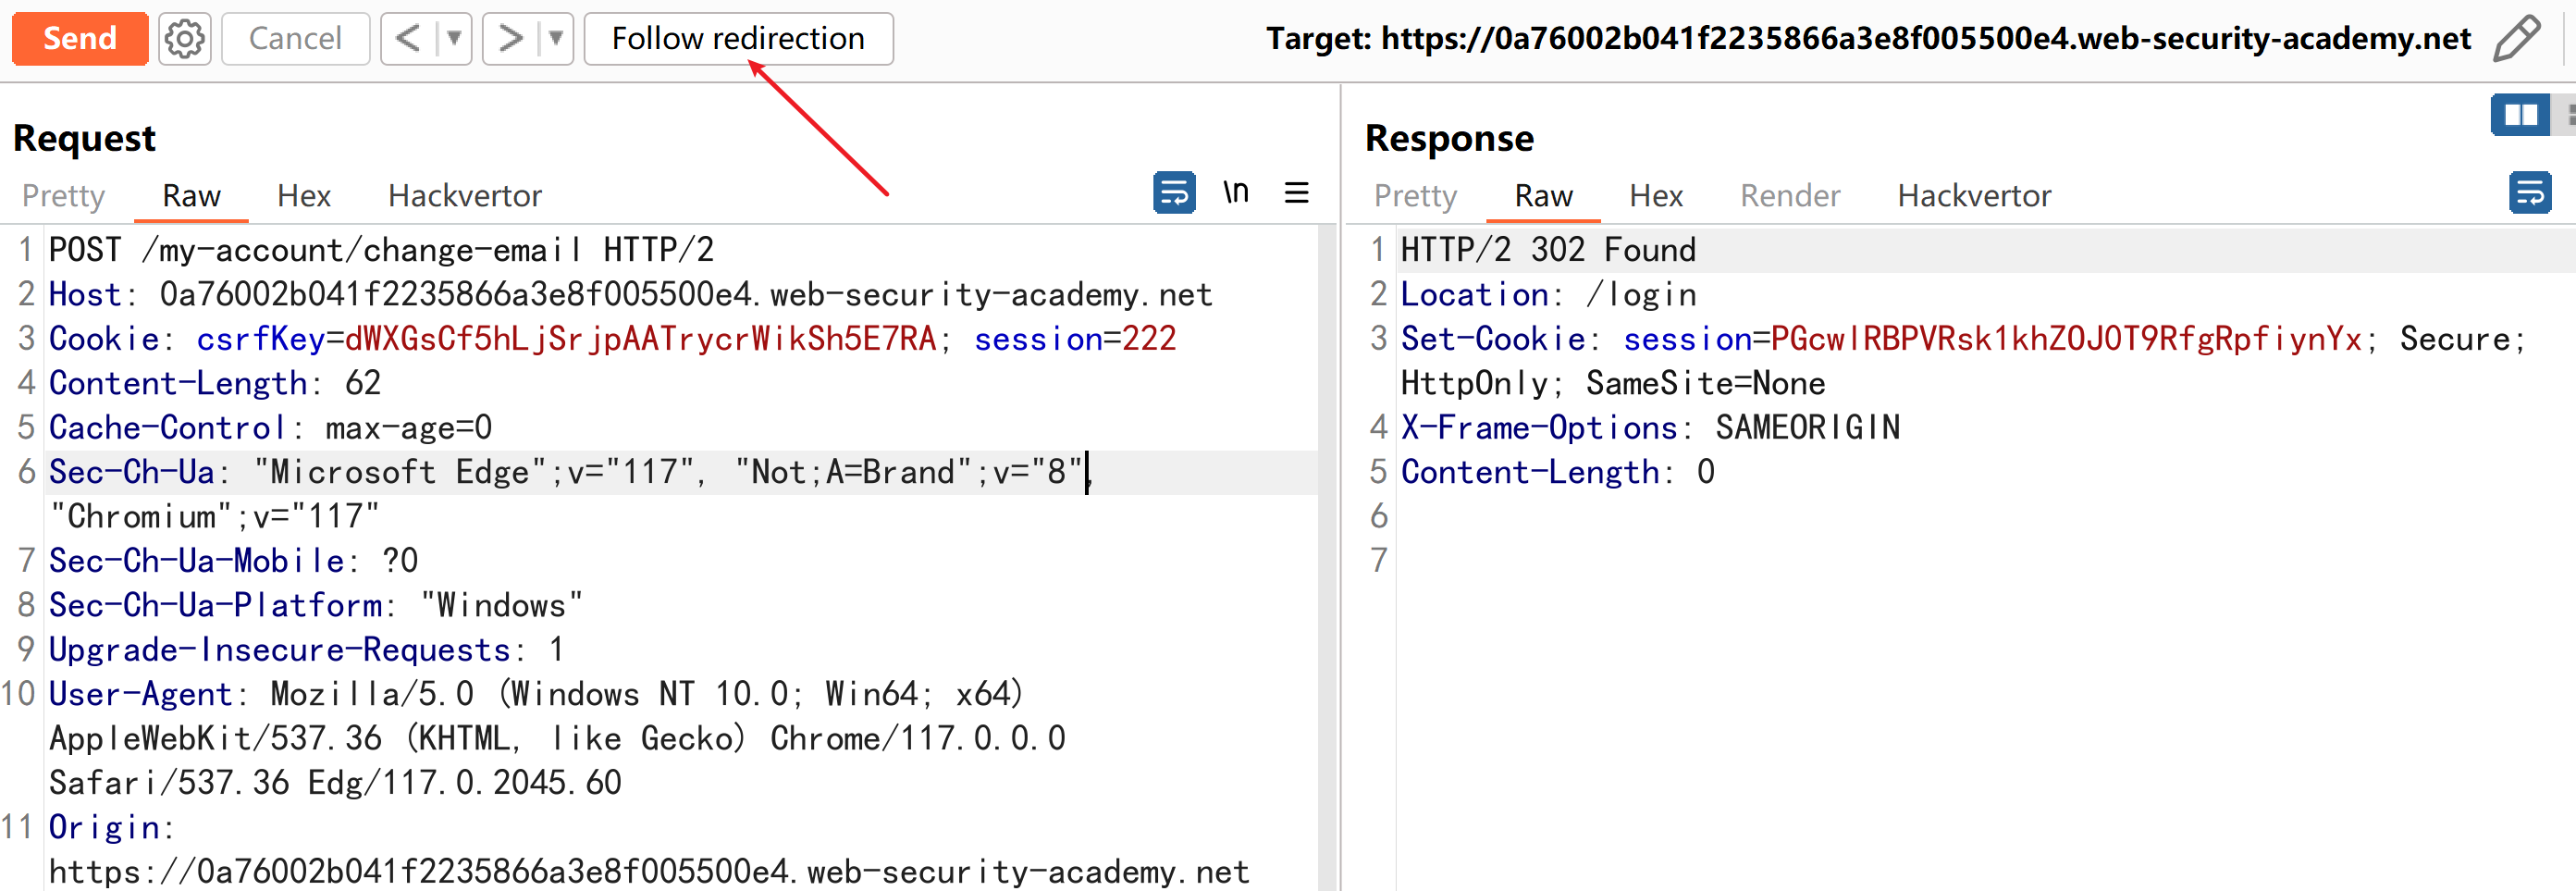 Send Cancel < > Follow redirection Target: https://0a76002b041f2235866a3e8f005500e4.web-security-academy.net
Request
Pretty Raw Hex Hackvertor \n
1 POST /my-account/change-email HTTP/2
2 Host: 0a76002b041f2235866a3e8f005500e4.web-security-academy.net
3 Cookie: csrfKey=dWXGsCf5hLjSrjpAATrycrWikSh5E7RA; session=222
4 Content-Length: 62
5 Cache-Control: max-age=0
6 Sec-Ch-Ua: "Microsoft Edge";v="117", "Not;A=Brand";v="8",
"Chromium";v="117"
7 Sec-Ch-Ua-Mobile: ?0
8 Sec-Ch-Ua-Platform: "Windows"
9 Upgrade-Insecure-Requests: 1
10 User-Agent: Mozilla/5.0 (Windows NT 10.0; Win64; x64)
AppleWebKit/537.36 (KHTML, like Gecko) Chrome/117.0.0.0
Safari/537.36 Edg/117.0.2045.60
11 Origin:
https://0a76002b041f2235866a3e8f005500e4.web-security-academy.net
Response
Pretty Raw Hex Render Hackvertor
1 HTTP/2 302 Found
2 Location: /login
3 Set-Cookie: session=PGcwlRBPVRsk1khZOJ0T9RfgRpfiynYx; Secure;
HttpOnly; SameSite=None
4 X-Frame-Options: SAMEORIGIN
5 Content-Length: 0
6
7